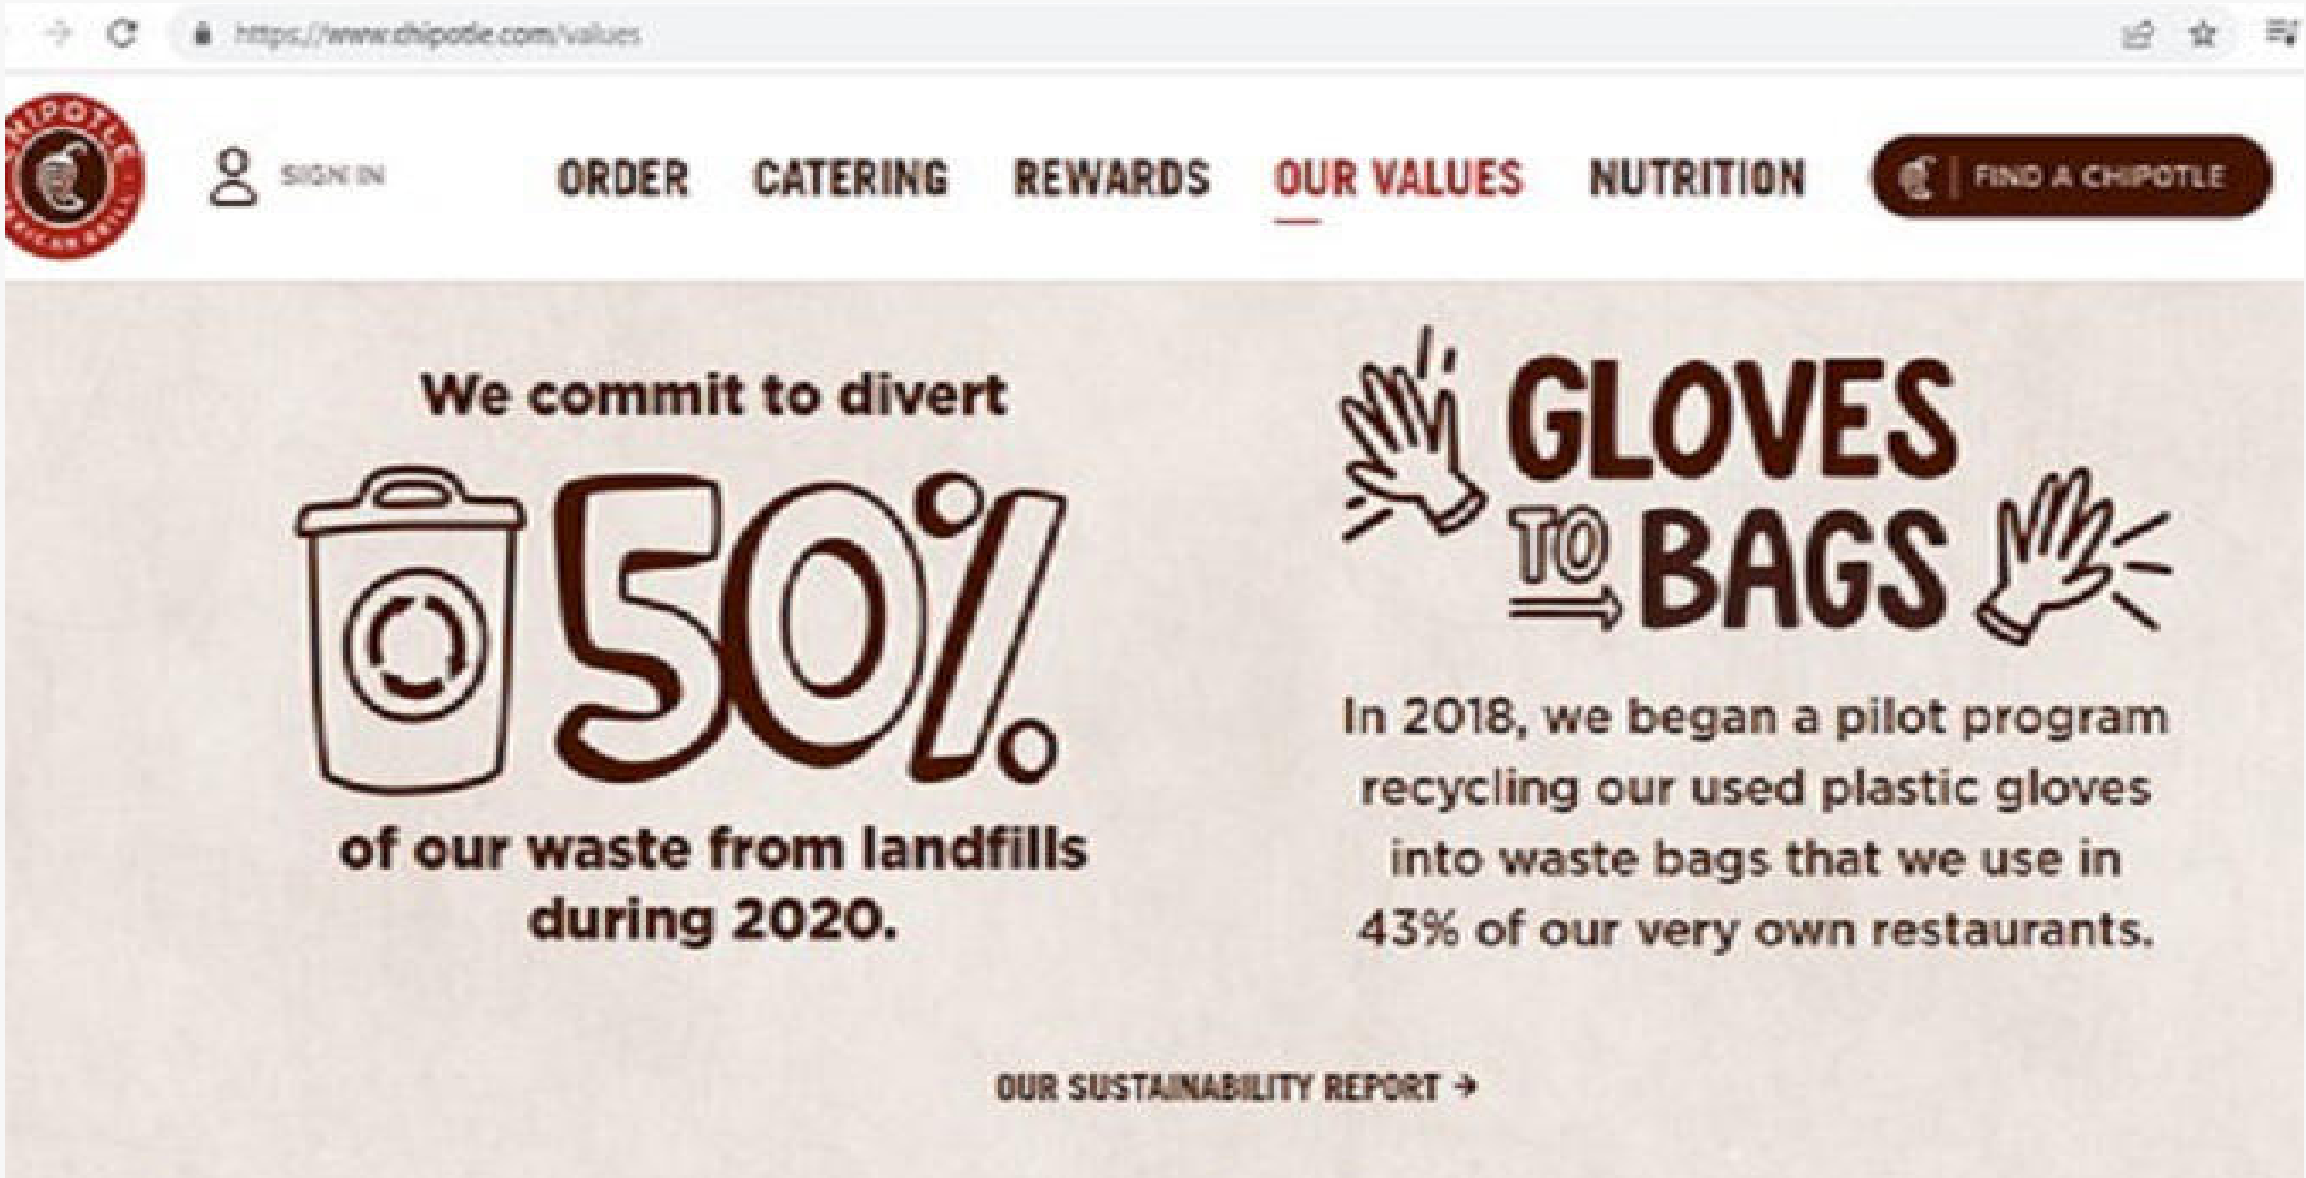 https://www.chipotle.com/values
CHIPOTLE
MEXICAN GRILL
SIGN IN
ORDER
CATERING
REWARDS
OUR VALUES
NUTRITION
FIND A CHIPOTLE
We commit to divert
50%
of our waste from landfills
during 2020.
GLOVES
TO BAGS
In 2018, we began a pilot program
recycling our used plastic gloves
into waste bags that we use in
43% of our very own restaurants.
OUR SUSTAINABILITY REPORT →